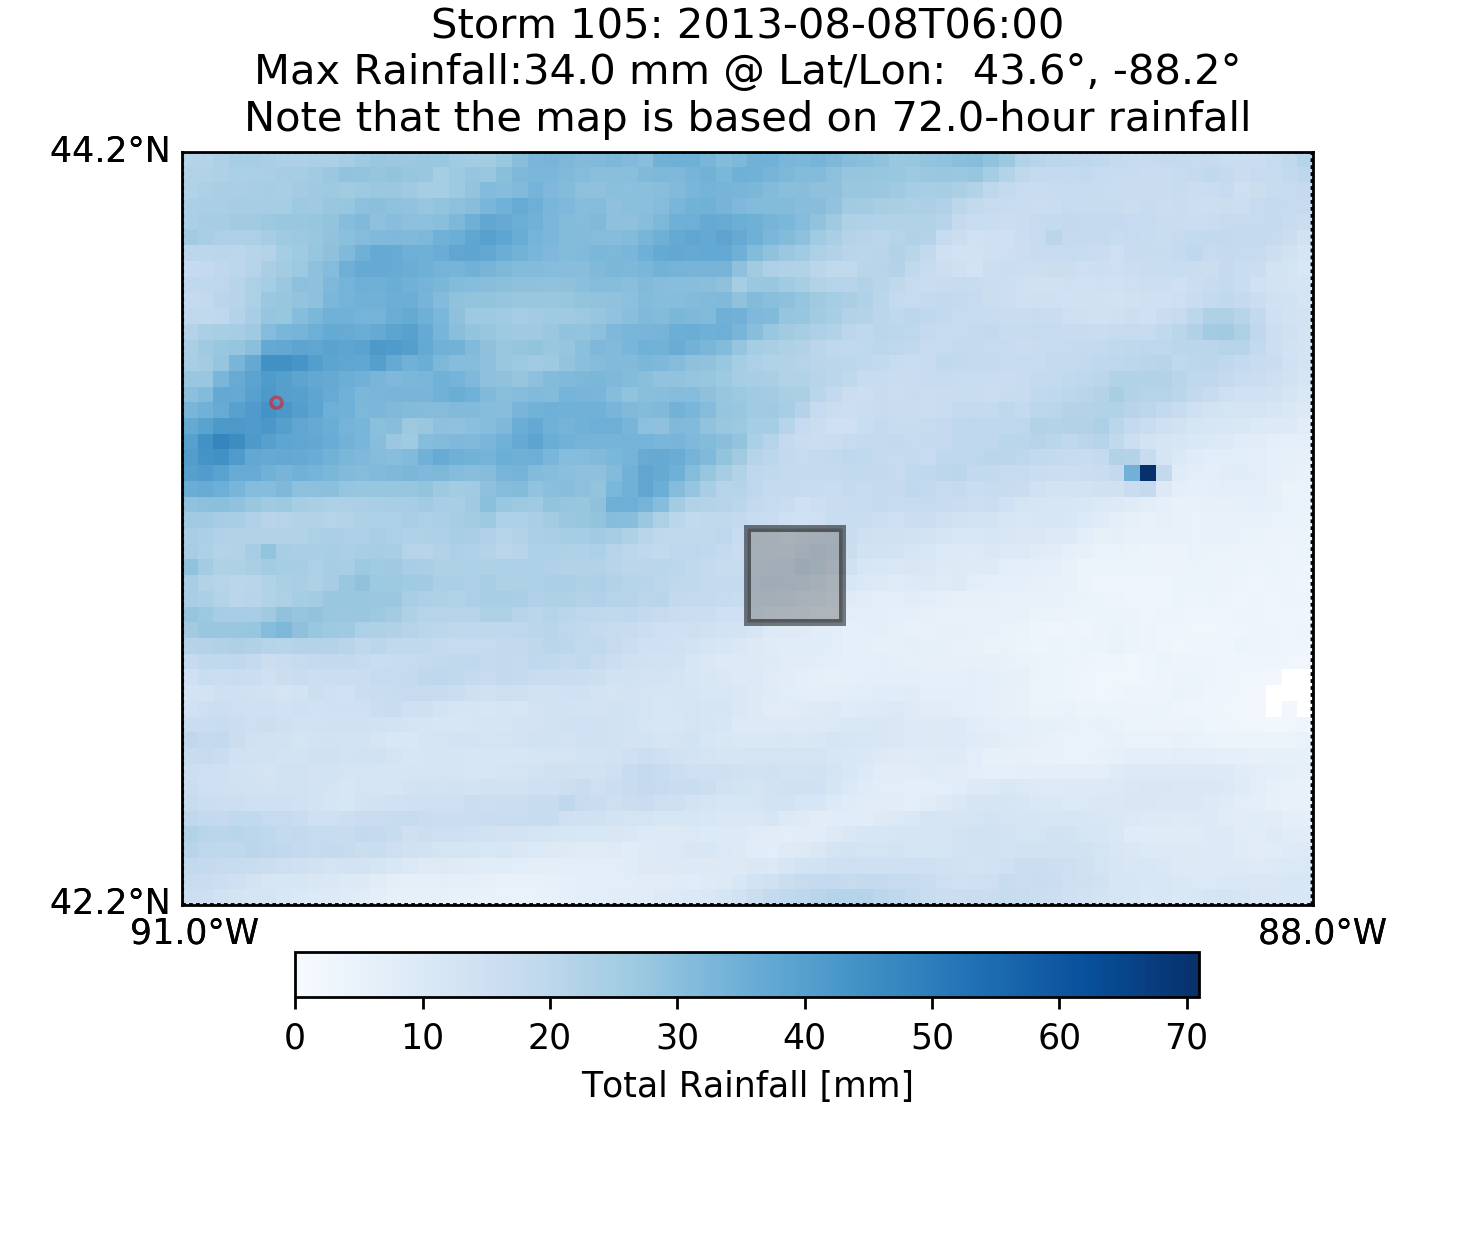 Storm 105: 2013-08-08T06:00
Max Rainfall:34.0 mm @ Lat/Lon:  43.6°, -88.2°
Note that the map is based on 72.0-hour rainfall
44.2°N
42.2°N
91.0°W
88.0°W
0 10 20 30 40 50 60 70
Total Rainfall [mm]